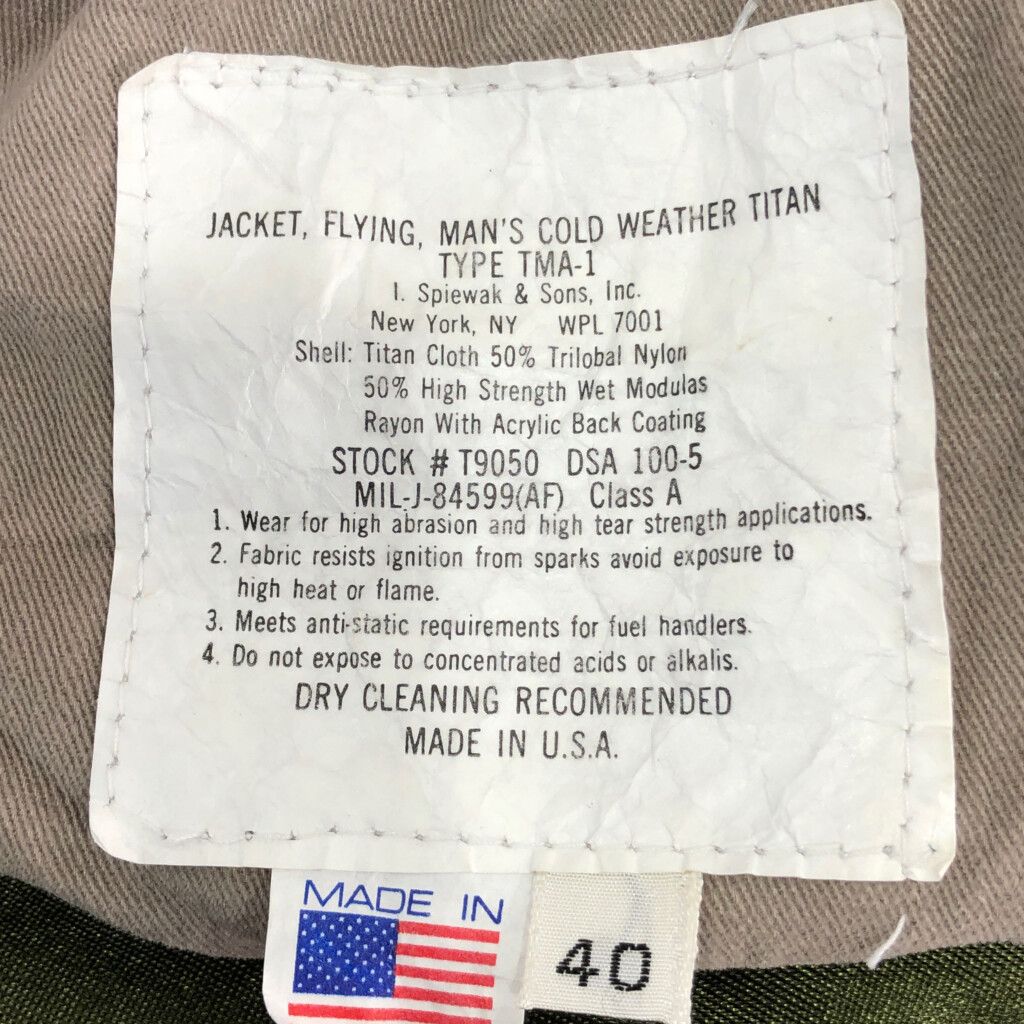 JACKET, FLYING, MAN'S COLD WEATHER TITAN
TYPE TMA-1
I. Spiewak & Sons, Inc.
New York, NY WPL 7001
Shell: Titan Cloth 50% Trilobal Nylon
50% High Strength Wet Modulas
Rayon With Acrylic Back Coating
STOCK # T9050 DSA 100-5
MIL-J-84599(AF) Class A
1. Wear for high abrasion and high tear strength applications.
2. Fabric resists ignition from sparks avoid exposure to
high heat or flame.
3. Meets anti-static requirements for fuel handlers.
4. Do not expose to concentrated acids or alkalis.
DRY CLEANING RECOMMENDED
MADE IN U.S.A.
MADE IN
40